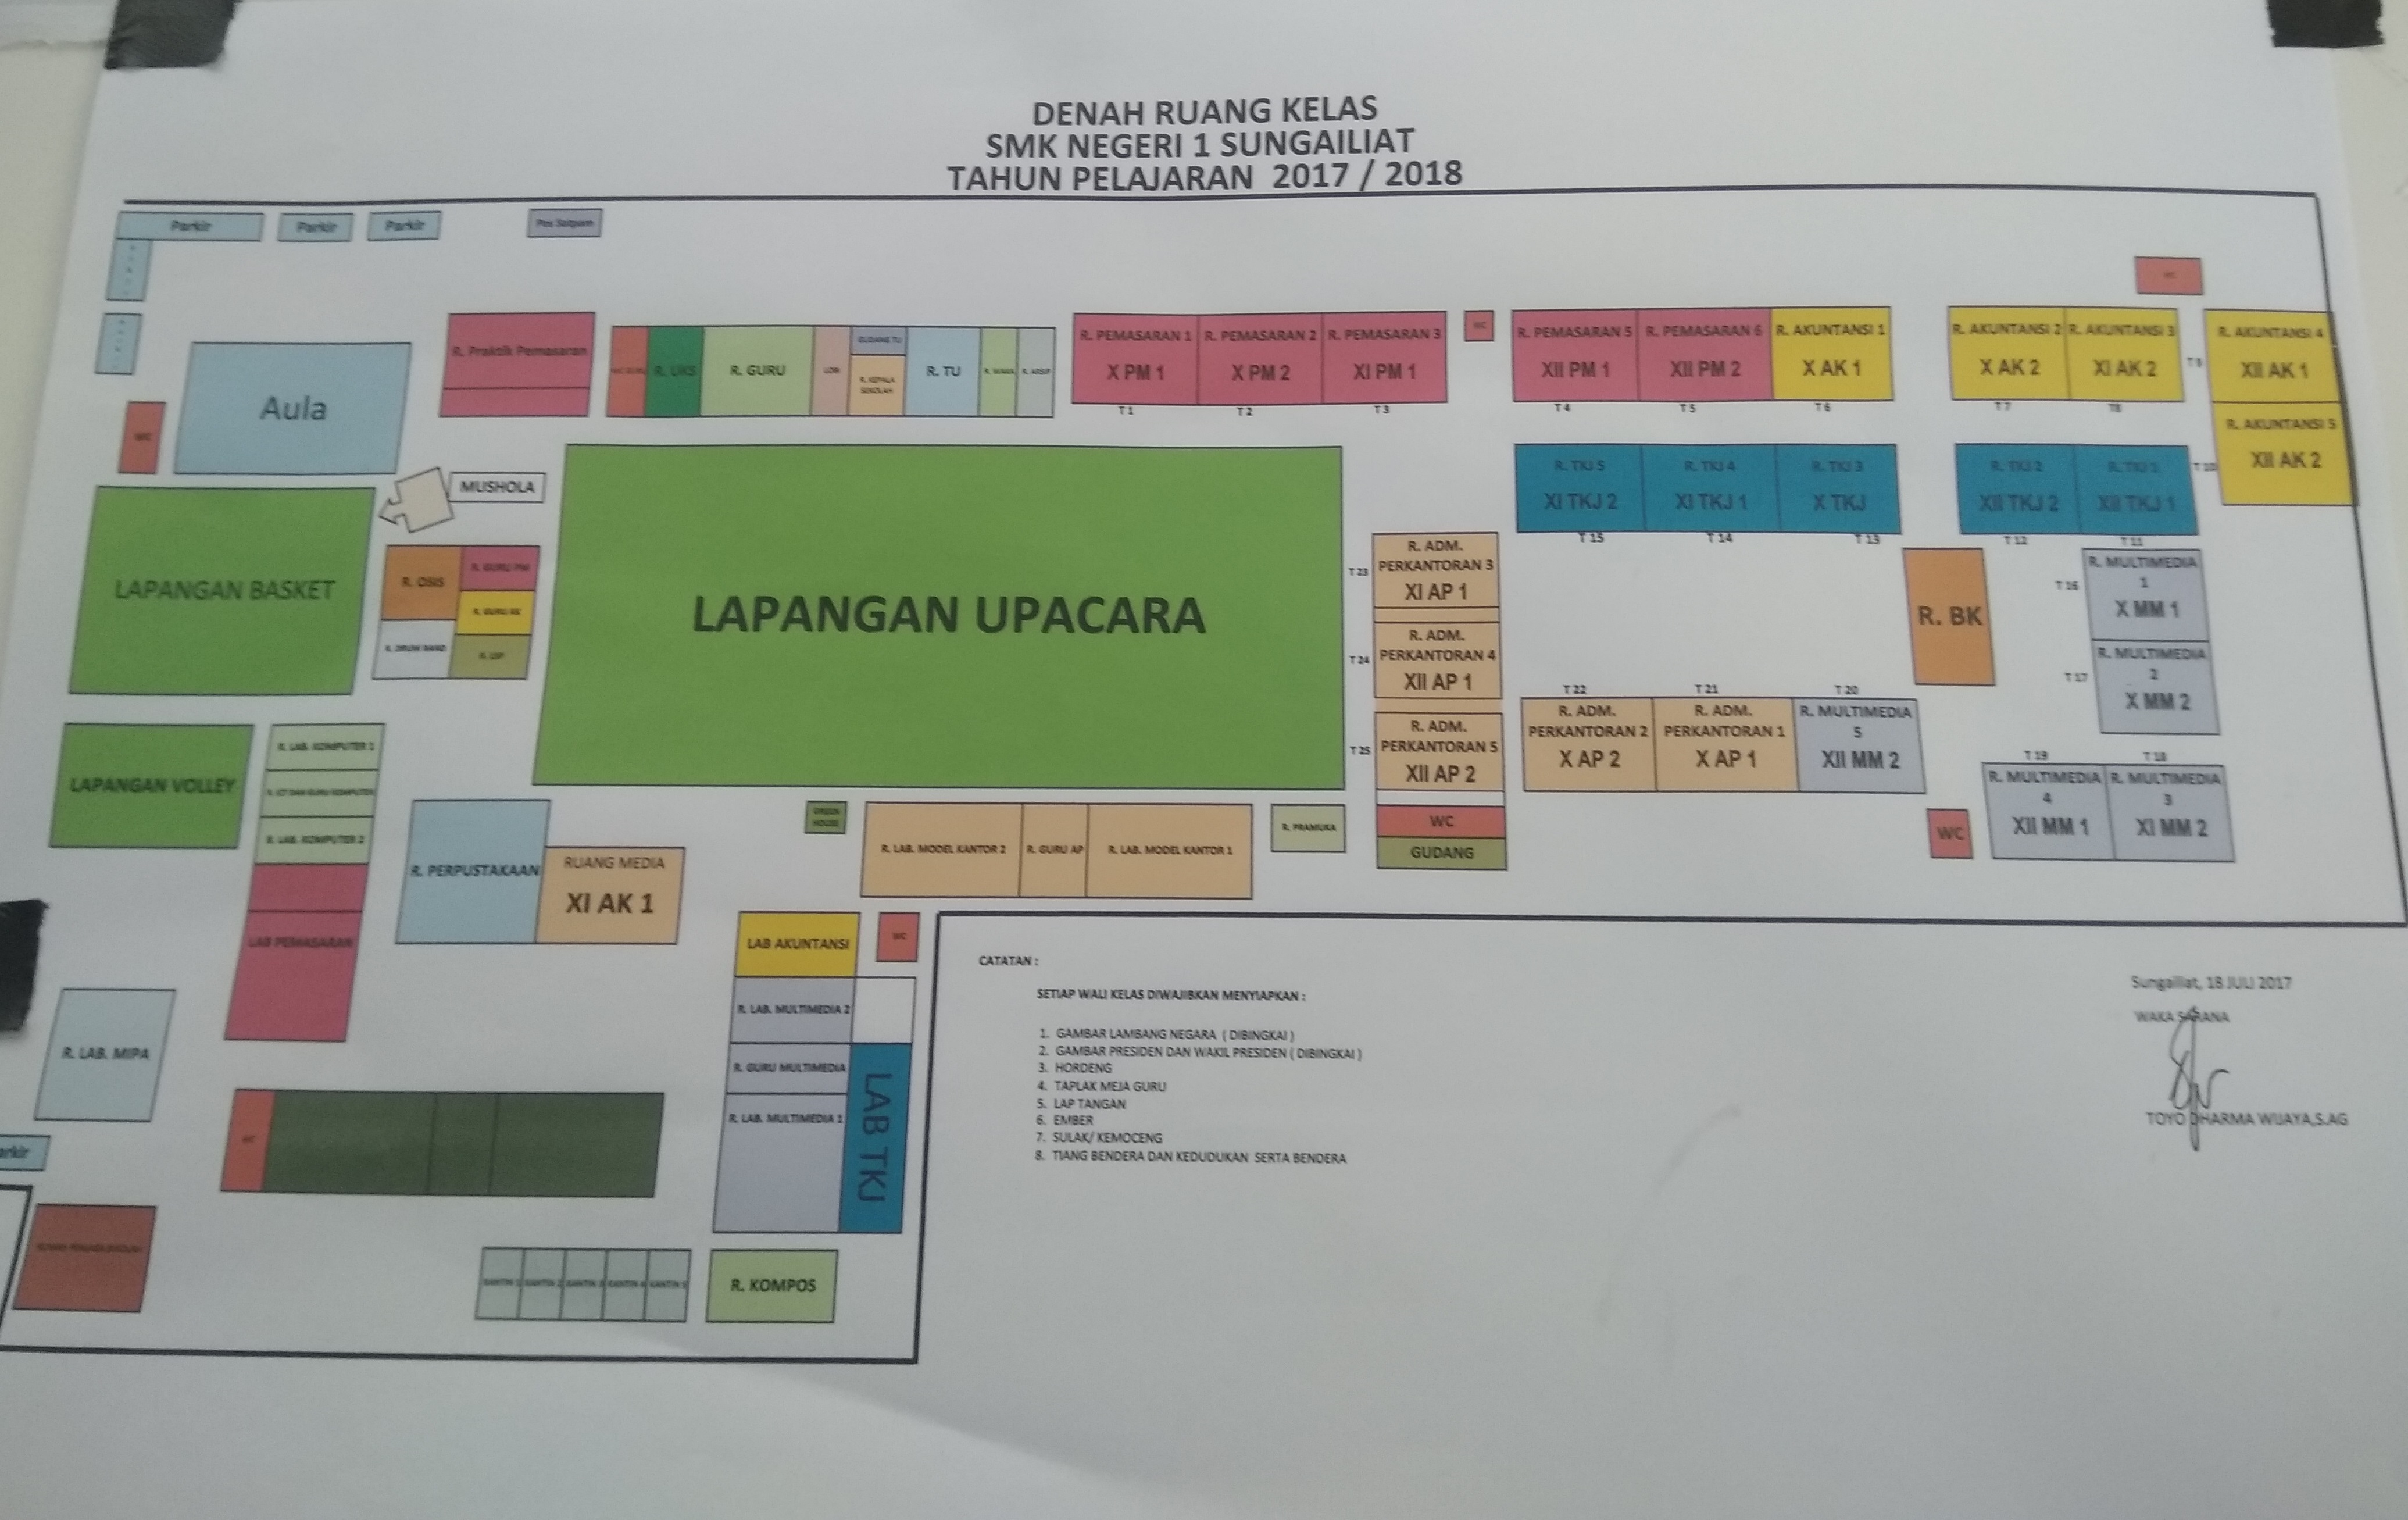 DENAH RUANG KELAS
SMK NEGERI 1 SUNGAILIAT
TAHUN PELAJARAN 2017 / 2018
Parkir
Parkir
Parkir
Pos Satpam
WC
R. Praktik Pemasaran
R. UKS
R. GURU
GUDANG TU
R. KEPALA
SEKOLAH
R. TU
R. PEMASARAN 1
X PM 1
R. PEMASARAN 2
X PM 2
R. PEMASARAN 3
XI PM 1
WC
R. PEMASARAN 5
XII PM 1
R. PEMASARAN 6
XII PM 2
R. AKUNTANSI 1
X AK 1
R. AKUNTANSI 2
X AK 2
R. AKUNTANSI 3
XI AK 2
T 9
R. AKUNTANSI 4
XII AK 1
T 1
T 2
T 3
T 4
T 5
T 6
T 7
T8
Aula
WC
R. AKUNTANSI 5
XII AK 2
T 10
MUSHOLA
R. TKJ 5
XI TKJ 2
R. TKJ 4
XI TKJ 1
R. TKJ 3
X TKJ
R. TKJ 2
XII TKJ 2
R. TKJ 1
XII TKJ 1
T 15
T 14
T 13
T 12
T 11
LAPANGAN BASKET
R. OSIS
R. GURU PM
R. GURU AK
R. DRUM BAND
R. LSP
LAPANGAN UPACARA
T 23
R. ADM.
PERKANTORAN 3
XI AP 1
T 24
R. ADM.
PERKANTORAN 4
XII AP 1
T 25
R. ADM.
PERKANTORAN 5
XII AP 2
WC
GUDANG
R. BK
T 16
R. MULTIMEDIA
1
X MM 1
T 17
R. MULTIMEDIA
2
X MM 2
T 22
T 21
T 20
R. ADM.
PERKANTORAN 2
X AP 2
R. ADM.
PERKANTORAN 1
X AP 1
R. MULTIMEDIA
5
XII MM 2
T 19
T 18
WC
R. MULTIMEDIA
4
XII MM 1
R. MULTIMEDIA
3
XI MM 2
LAPANGAN VOLLEY
R. LAB. KOMPUTER 1
R. ICT DAN GURU KOMPUTER
R. LAB. KOMPUTER 2
LAB PEMASARAN
R. PERPUSTAKAAN
RUANG MEDIA
XI AK 1
GREEN
HOUSE
R. LAB. MODEL KANTOR 2
R. GURU AP
R. LAB. MODEL KANTOR 1
R. PRAMUKA
LAB AKUNTANSI
WC
R. LAB. MULTIMEDIA 2
R. GURU MULTIMEDIA
R. LAB. MULTIMEDIA 1
LAB TKJ
R. LAB. MIPA
WC
arkir
KANTIN 1
KANTIN 2
KANTIN 3
KANTIN 4
KANTIN 5
R. KOMPOS
CATATAN :
SETIAP WALI KELAS DIWAJIBKAN MENYIAPKAN :
1. GAMBAR LAMBANG NEGARA ( DIBINGKAI )
2. GAMBAR PRESIDEN DAN WAKIL PRESIDEN ( DIBINGKAI )
3. HORDENG
4. TAPLAK MEJA GURU
5. LAP TANGAN
6. EMBER
7. SULAK/ KEMOCENG
8. TIANG BENDERA DAN KEDUDUKAN SERTA BENDERA
Sungailiat, 18 JULI 2017
WAKA SARANA
TOYO DHARMA WIJAYA,S.AG